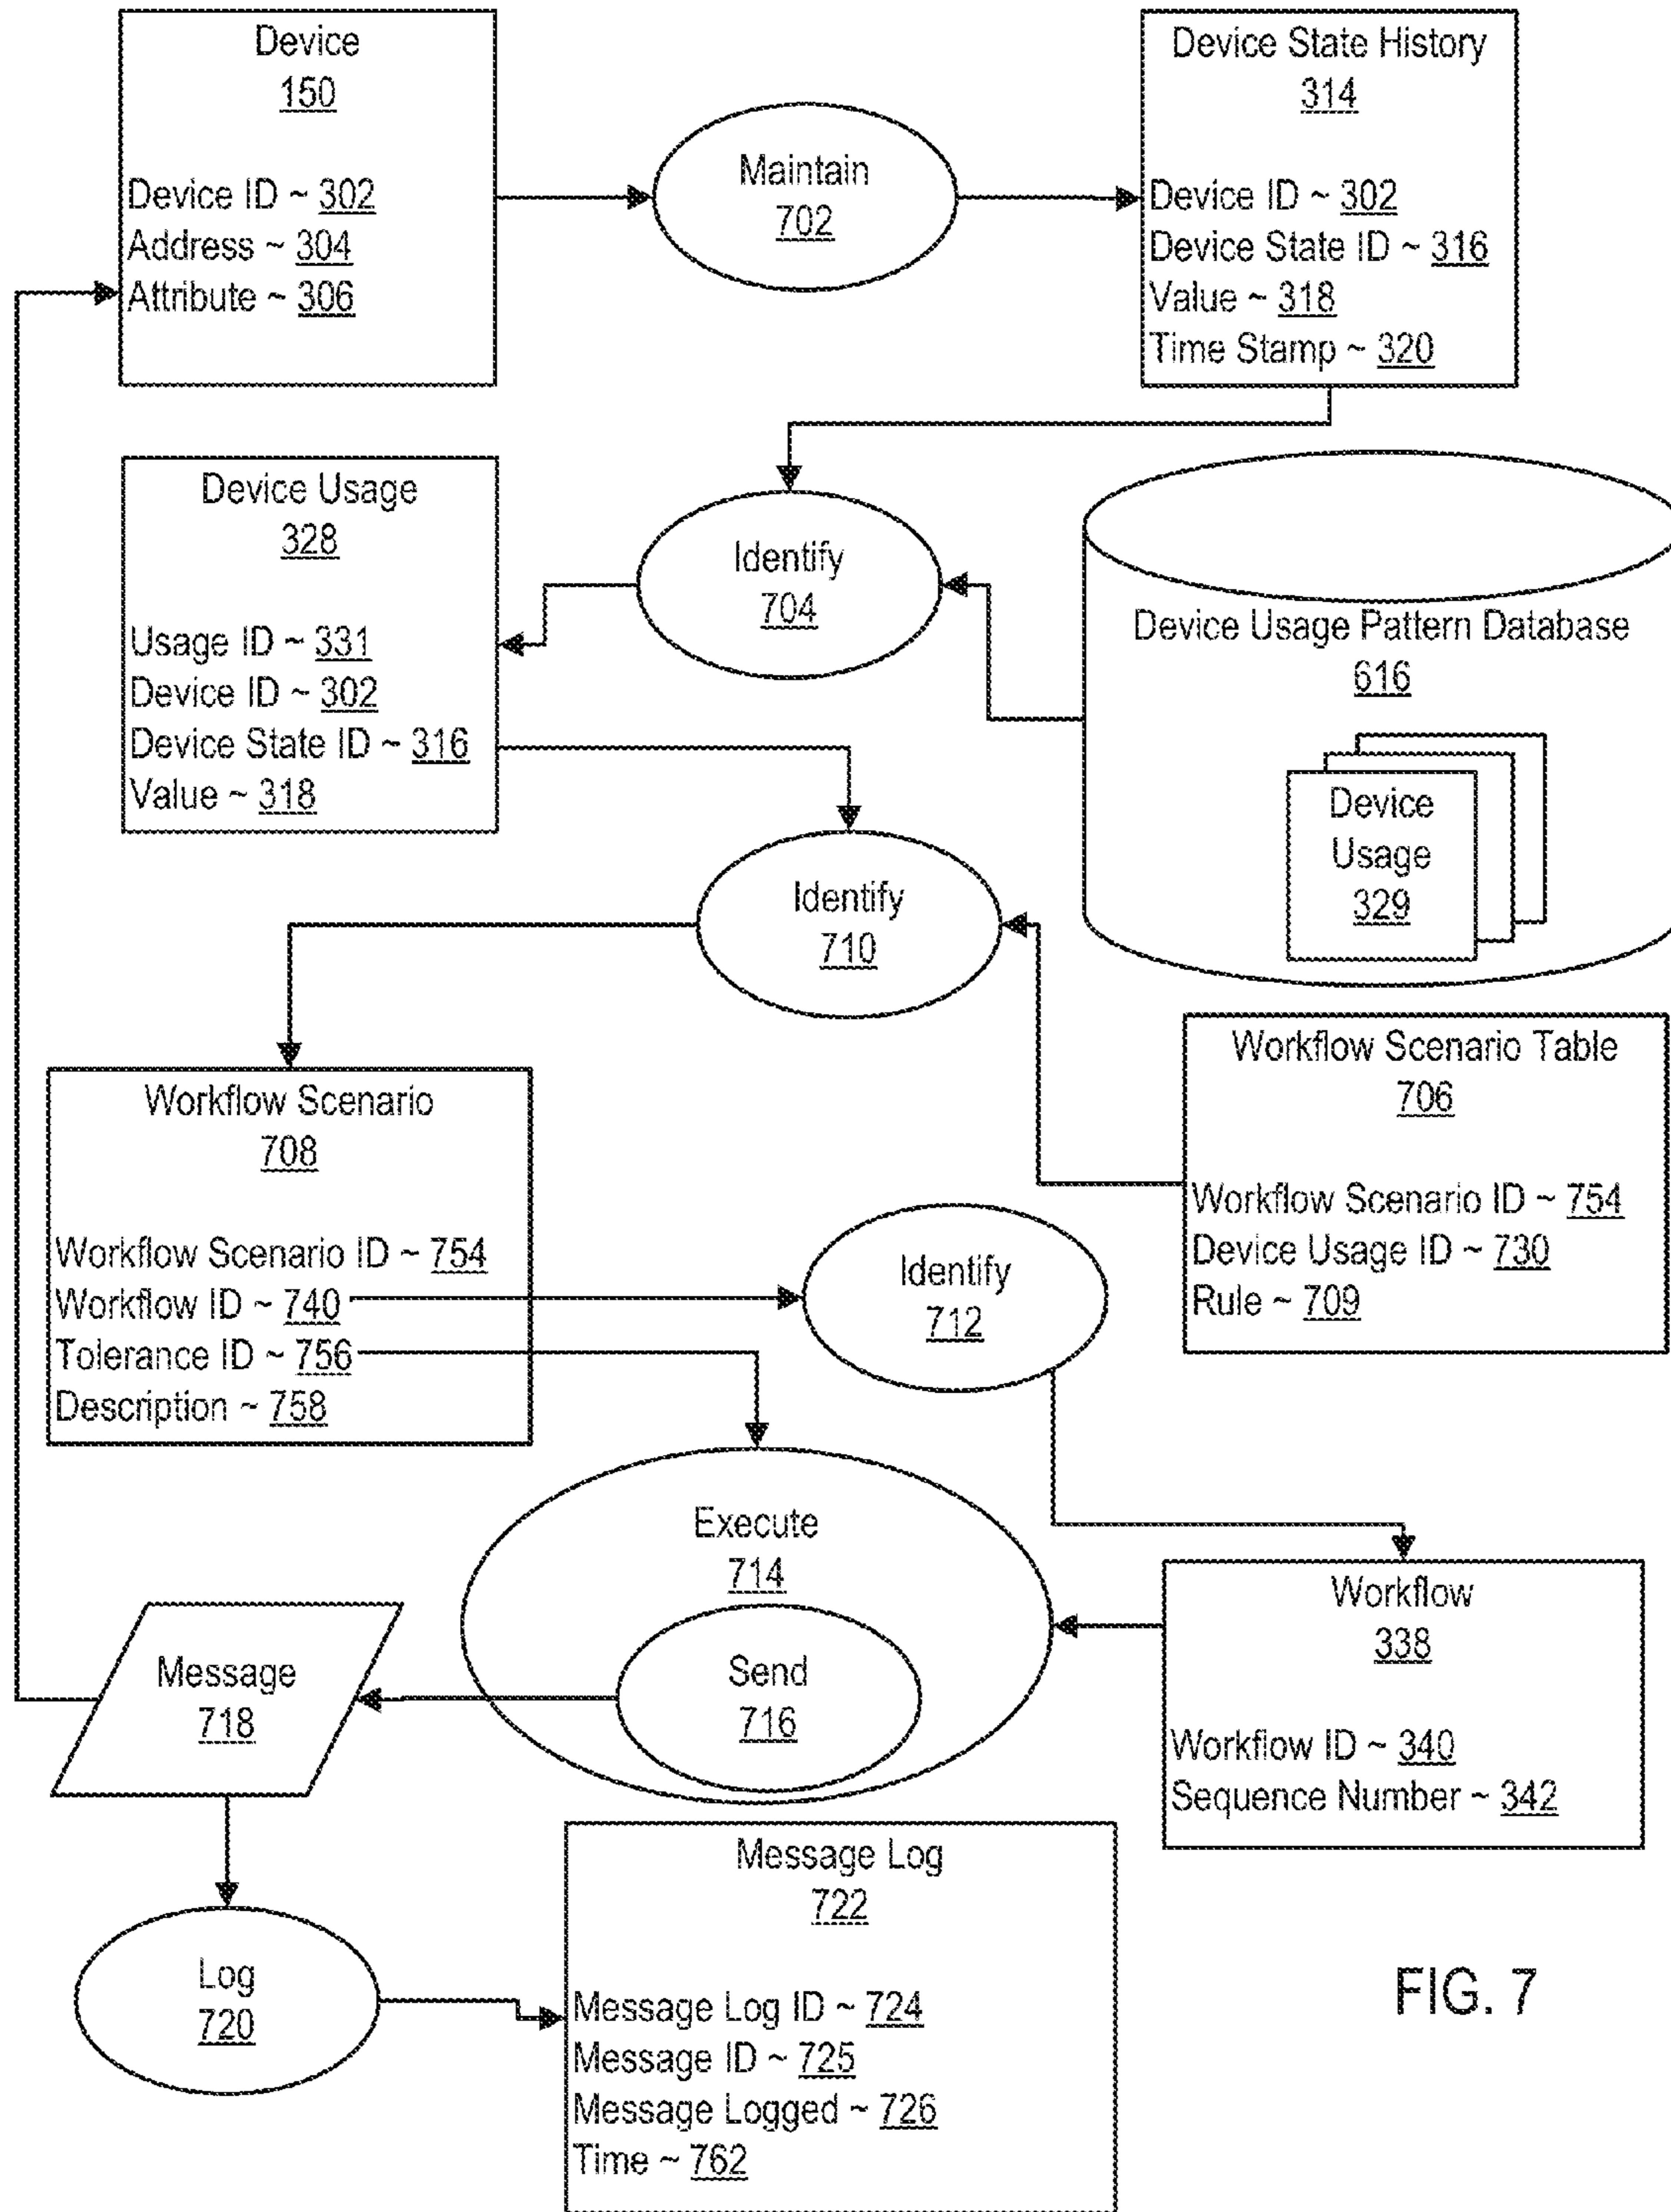 Device
150
Device ID ~ 302
Address ~ 304
Attribute ~ 306
Maintain
702
Device State History
314
Device ID ~ 302
Device State ID ~ 316
Value ~ 318
Time Stamp ~ 320
Device Usage
328
Usage ID ~ 331
Device ID ~ 302
Device State ID ~ 316
Value ~ 318
Identify
704
Device Usage Pattern Database
616
Device
Usage
329
Identify
710
Workflow Scenario
708
Workflow Scenario ID ~ 754
Workflow ID ~ 740
Tolerance ID ~ 756
Description ~ 758
Workflow Scenario Table
706
Workflow Scenario ID ~ 754
Device Usage ID ~ 730
Rule ~ 709
Identify
712
Execute
714
Send
716
Workflow
338
Workflow ID ~ 340
Sequence Number ~ 342
Message
718
Log
720
Message Log
722
Message Log ID ~ 724
Message ID ~ 725
Message Logged ~ 726
Time ~ 762
FIG. 7